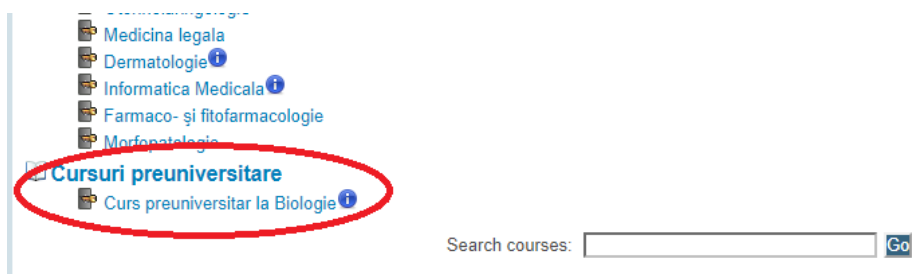 Medicina legala
Dermatologie
Informatica Medicala
Farmaco- și fitofarmacologie
Morfopatologie
Cursuri preuniversitare
Curs preuniversitar la Biologie
Search courses:
Go